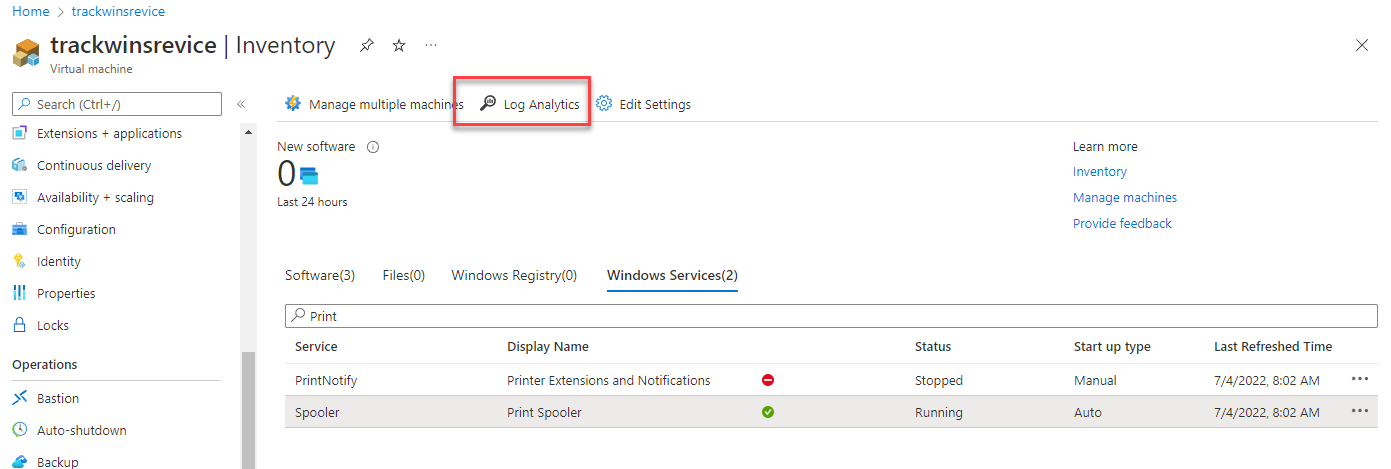 Home > trackwinsrevice
trackwinsrevice | Inventory ...
Virtual machine
Search (Ctrl+/) «
Extensions + applications
Continuous delivery
Availability + scaling
Configuration
Identity
Properties
Locks
Operations
Bastion
Auto-shutdown
Backup
Manage multiple machines Log Analytics Edit Settings
New software
0
Last 24 hours
Learn more
Inventory
Manage machines
Provide feedback
Software(3) Files(0) Windows Registry(0) Windows Services(2)
Print
Service Display Name Status Start up type Last Refreshed Time
PrintNotify Printer Extensions and Notifications Stopped Manual 7/4/2022, 8:02 AM ...
Spooler Print Spooler Running Auto 7/4/2022, 8:02 AM ...